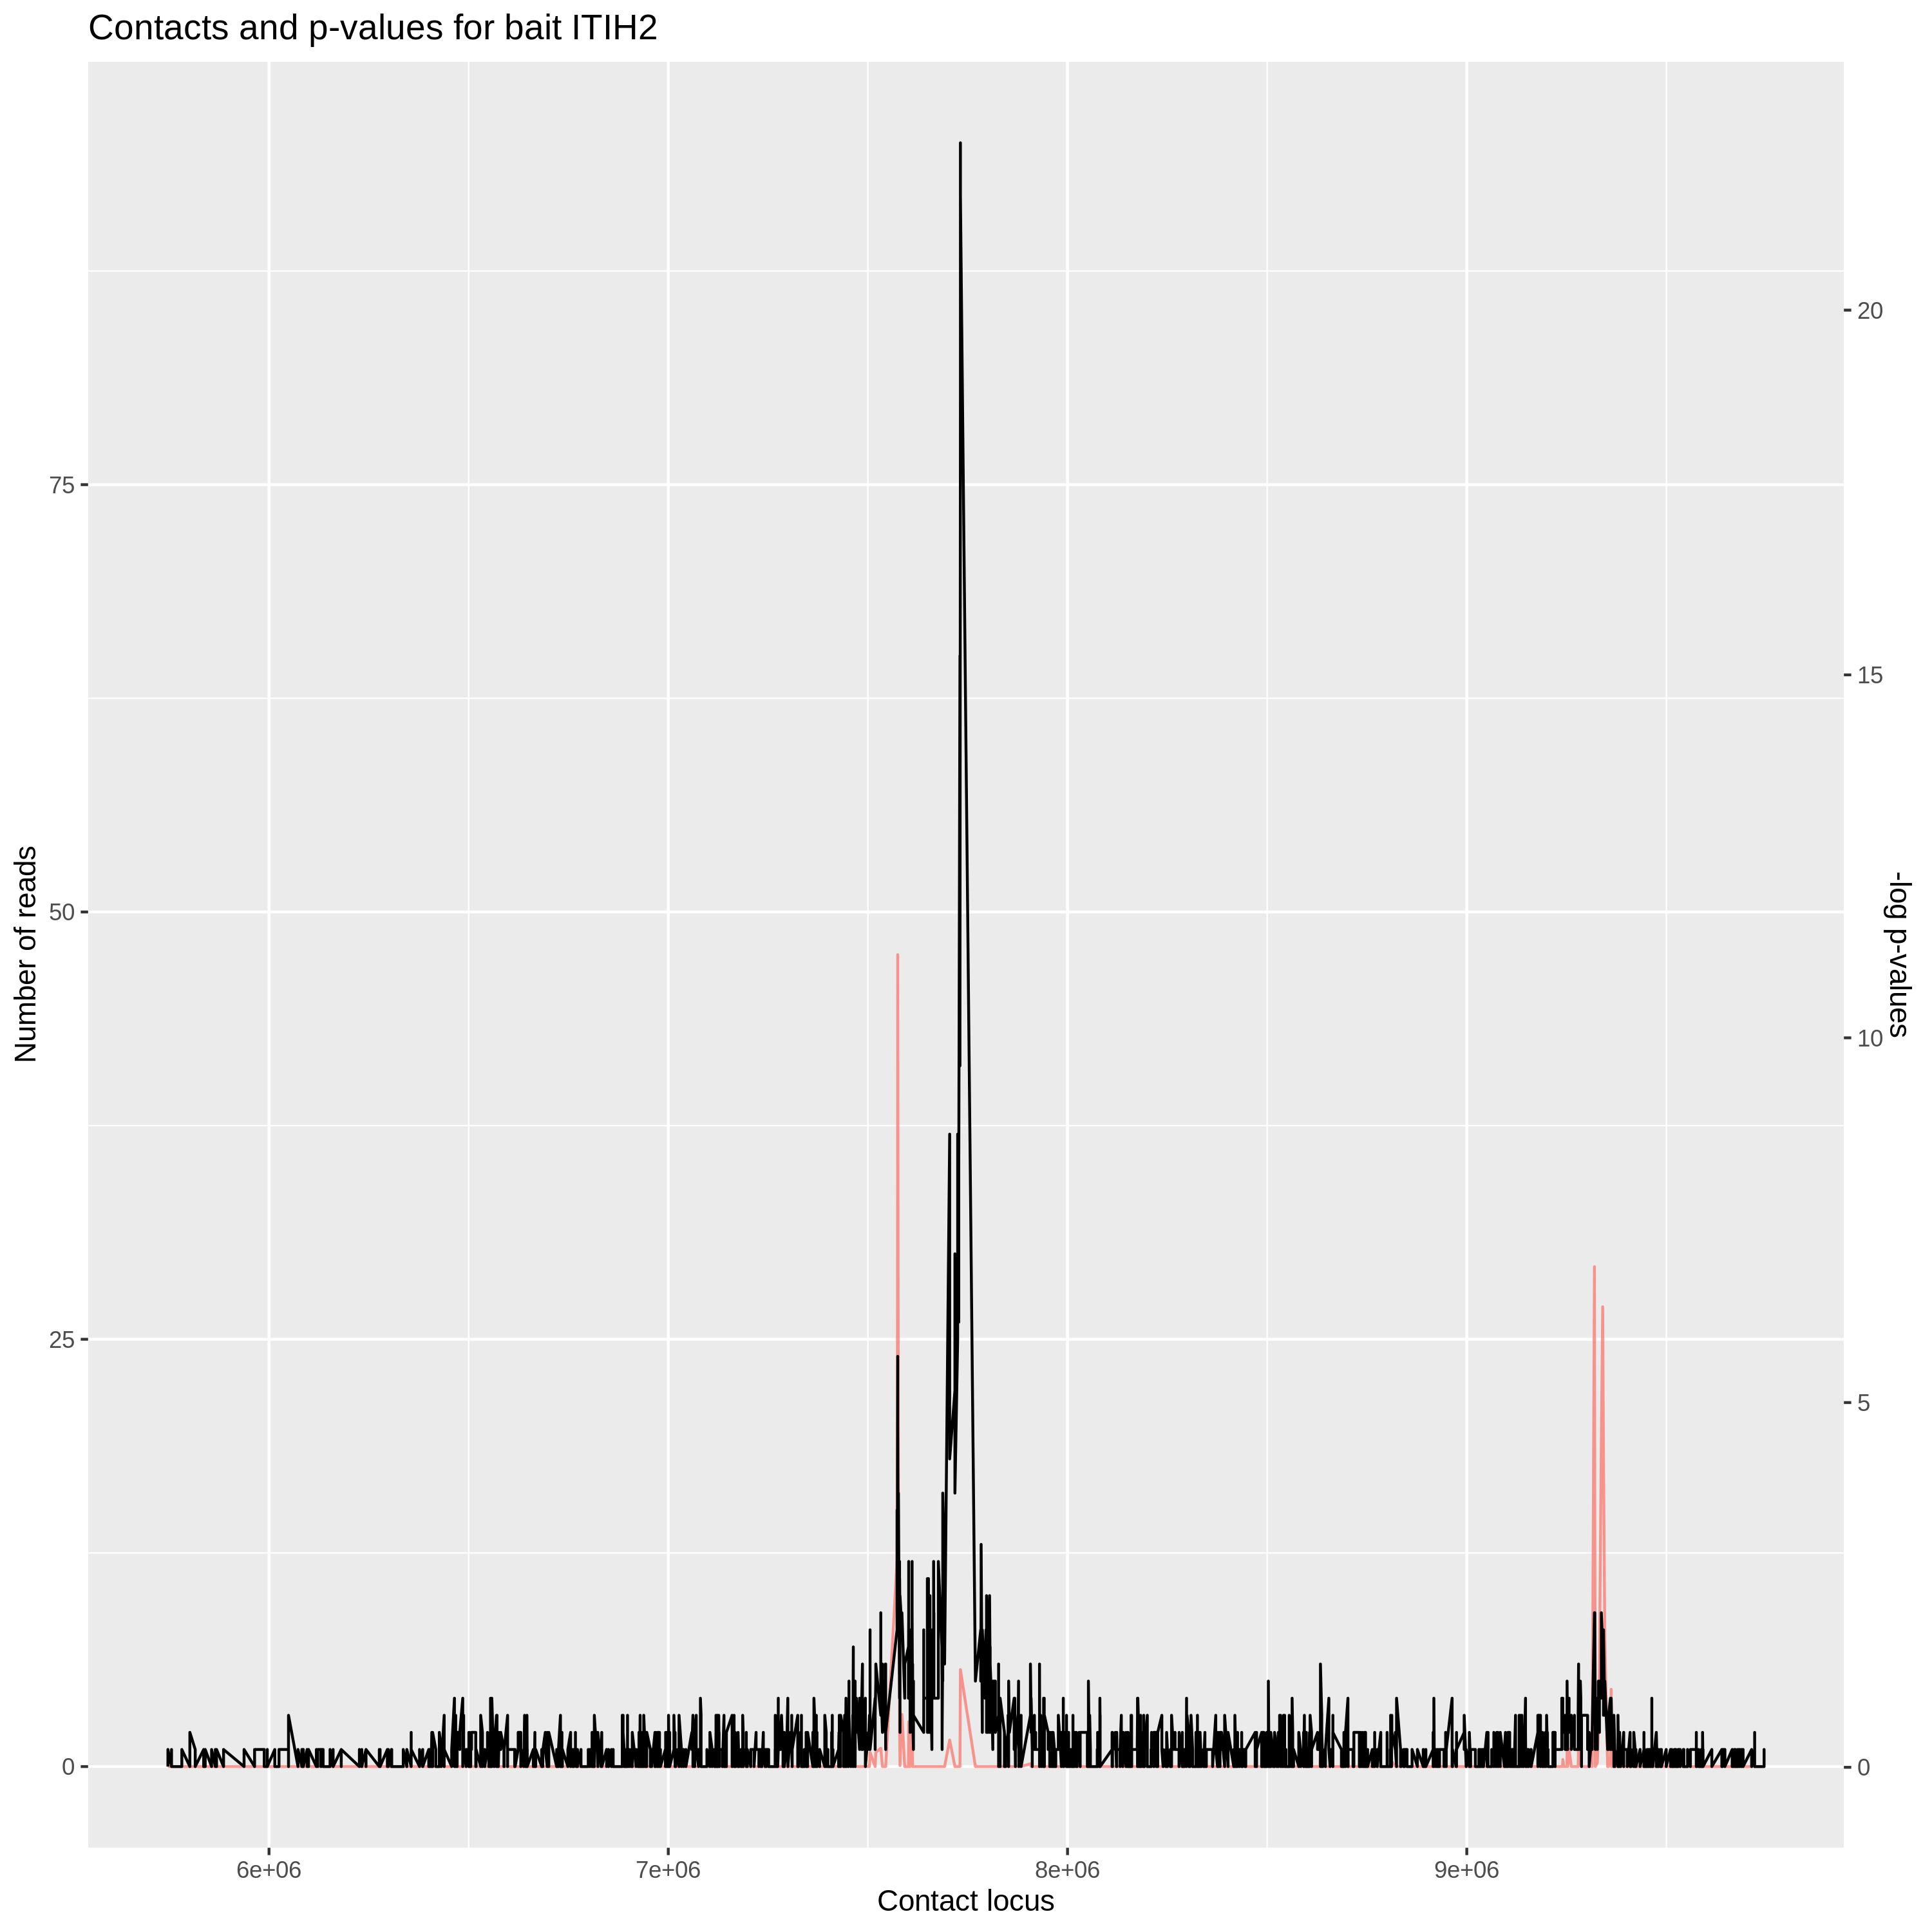 Contacts and p-values for bait ITIH2
Number of reads
75
50
25
0
20
15
10
5
0
-log p-values
6e+06 7e+06 8e+06 9e+06
Contact locus